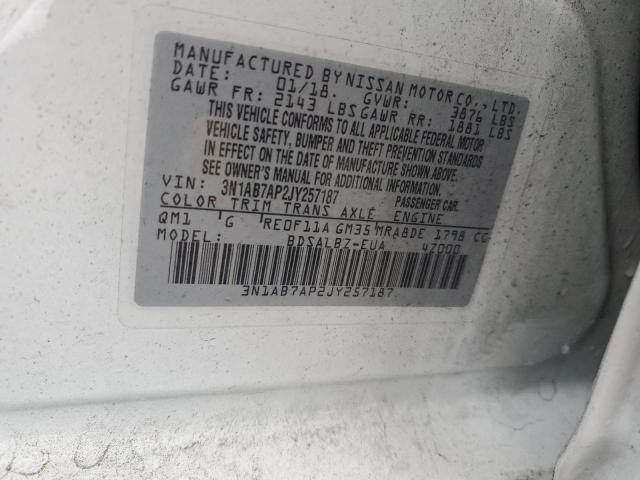 MANUFACTURED BY NISSAN MOTOR CO., LTD.
DATE: 01/18. GVWR: 3876 LBS
GAWR FR: 2143 LBS GAWR RR: 1881 LBS
THIS VEHICLE CONFORMS TO ALL APPLICABLE FEDERAL MOTOR
VEHICLE SAFETY, BUMPER AND THEFT PREVENTION STANDARDS
IN EFFECT ON THE DATE OF MANUFACTURE SHOWN ABOVE.
SEE OWNER'S MANUAL FOR ADDITIONAL INFORMATION.
VIN: 3N1AB7AP2JY257187 PASSENGER CAR.
COLOR TRIM TRANS AXLE ENGINE
QM1 G RE0F11A GM35 MRA8DE 1798 CC
BDSALB7-EUA 42000
3N1AB7AP2JY257187